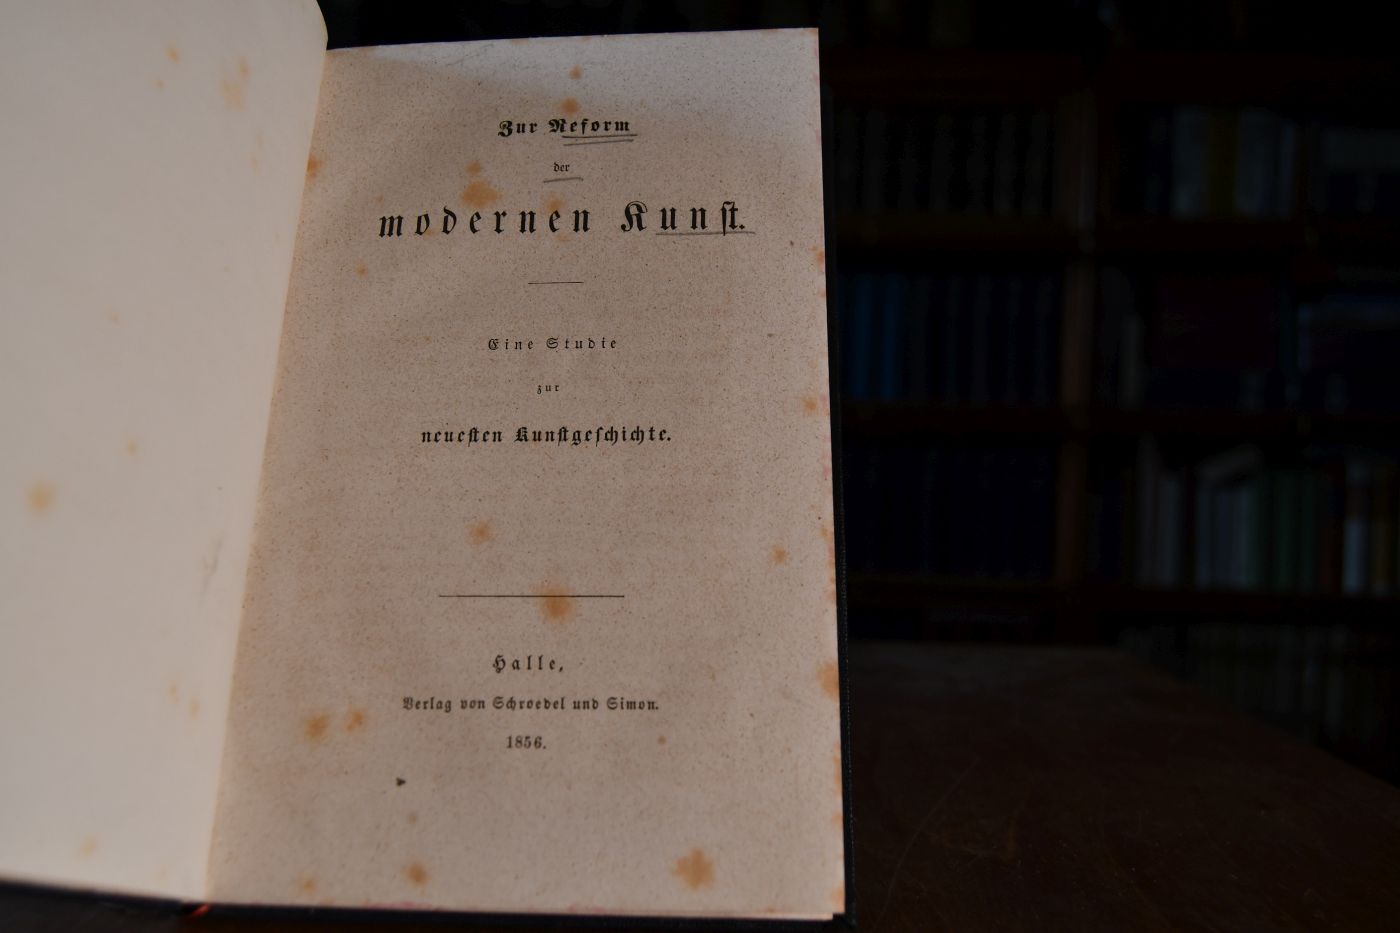 Zur Reform
der
modernen Kunſt.
Eine Studie
zur
neueſten Kunſtgeſchichte.
Halle,
Verlag von Schroedel und Simon.
1856.